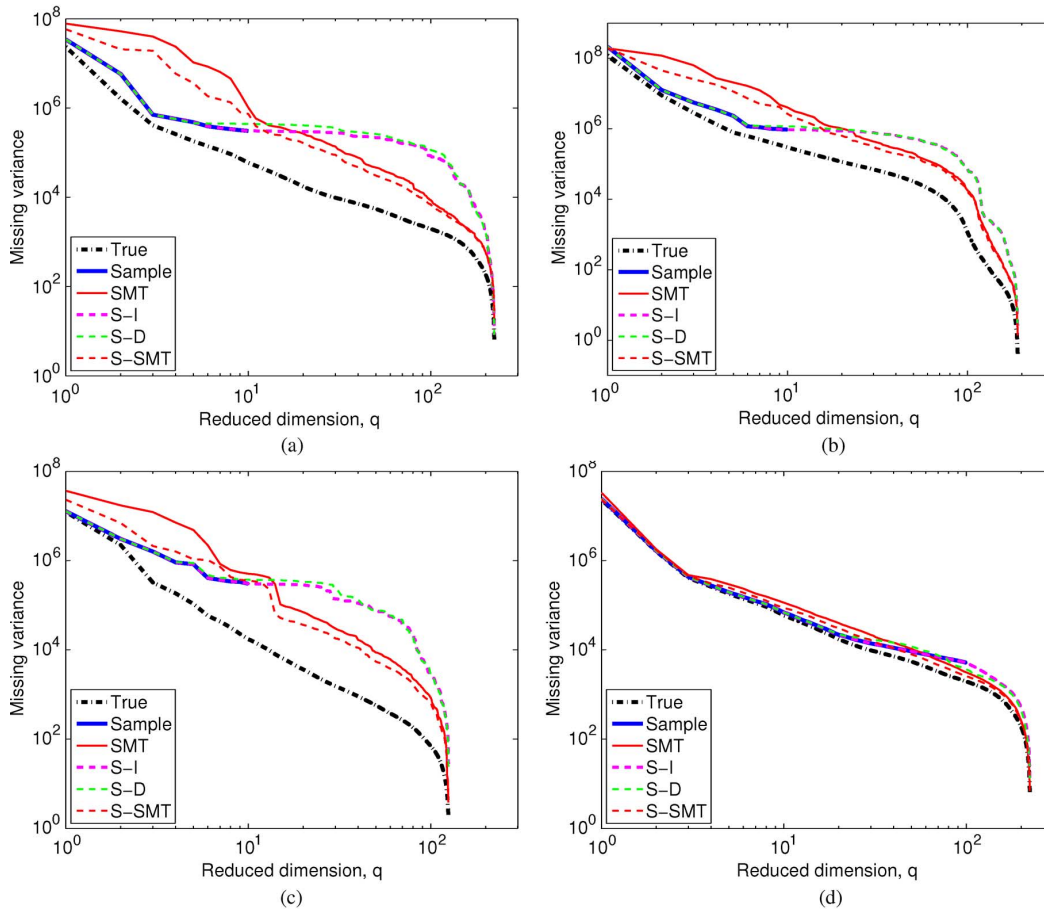 10^8
10^6
10^4
10^2
10^0
Missing variance
True
Sample
SMT
S-I
S-D
S-SMT
10^0
10^1
10^2
Reduced dimension, q
(a)
10^8
10^6
10^4
10^2
10^0
Missing variance
True
Sample
SMT
S-I
S-D
S-SMT
10^0
10^1
10^2
Reduced dimension, q
(b)
10^8
10^6
10^4
10^2
10^0
Missing variance
True
Sample
SMT
S-I
S-D
S-SMT
10^0
10^1
10^2
Reduced dimension, q
(c)
10^8
10^6
10^4
10^2
10^0
Missing variance
True
Sample
SMT
S-I
S-D
S-SMT
10^0
10^1
10^2
Reduced dimension, q
(d)